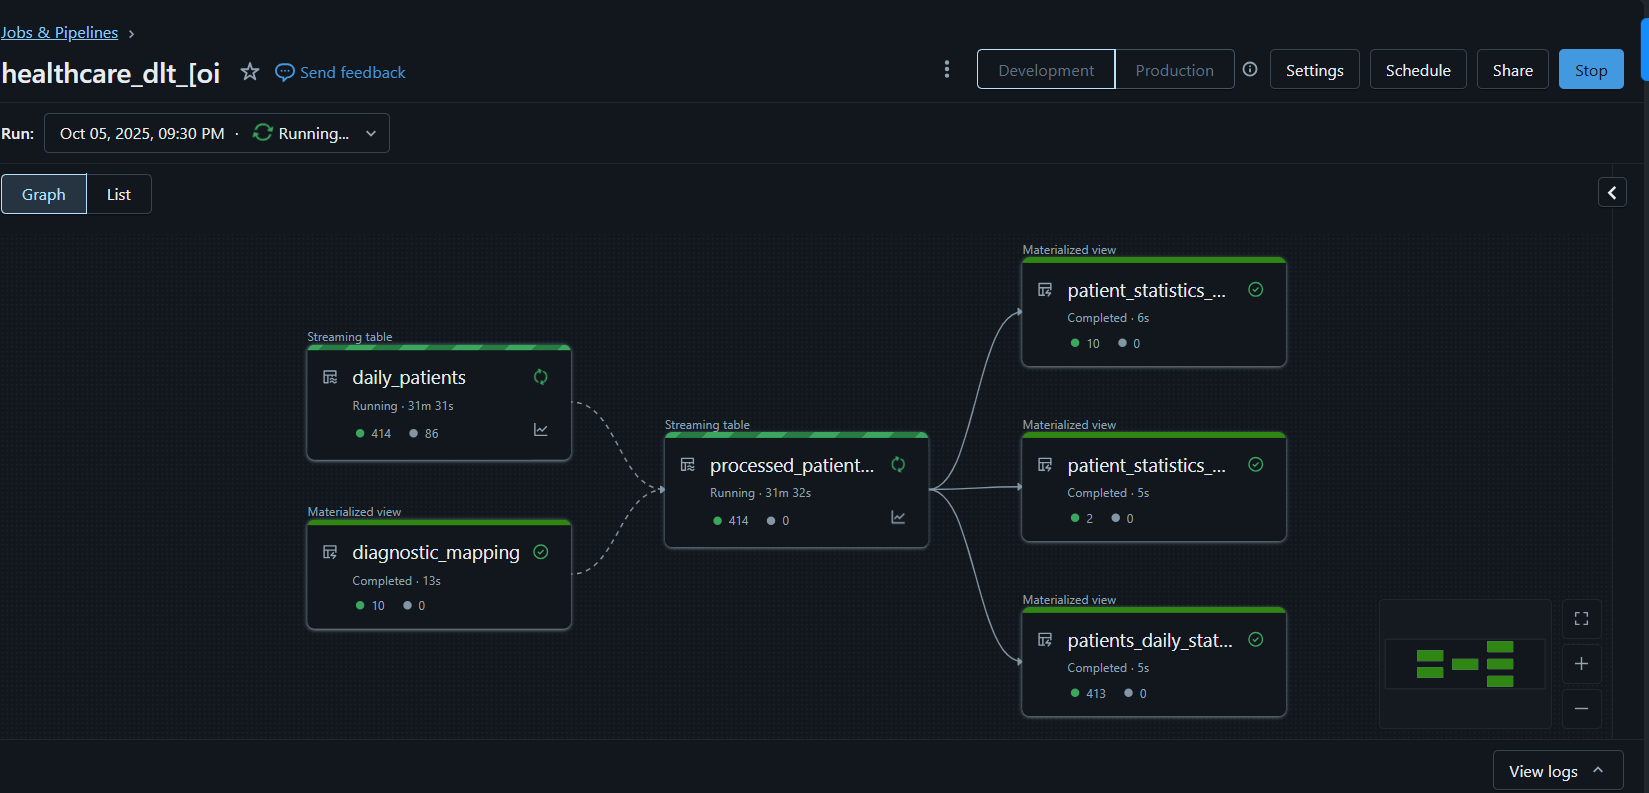 Jobs & Pipelines ›
healthcare_dlt_[oi
Send feedback
Development
Production
Settings
Schedule
Share
Stop
Run:
Oct 05, 2025, 09:30 PM · Running...
Graph
List
Streaming table
daily_patients
Running · 31m 31s
414 86
Materialized view
diagnostic_mapping
Completed · 13s
10 0
Streaming table
processed_patient...
Running · 31m 32s
414 0
Materialized view
patient_statistics_...
Completed · 6s
10 0
Materialized view
patient_statistics_...
Completed · 5s
2 0
Materialized view
patients_daily_stat...
Completed · 5s
413 0
View logs